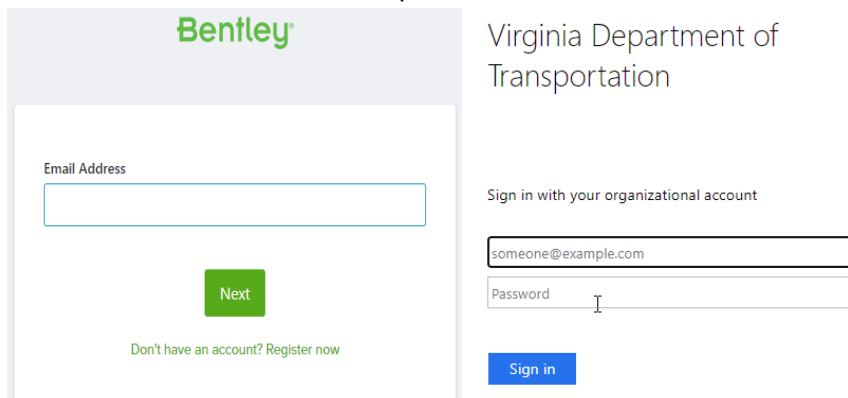 Bentley
Email Address
Next
Don't have an account? Register now
Virginia Department of
Transportation
Sign in with your organizational account
someone@example.com
Password
Sign in